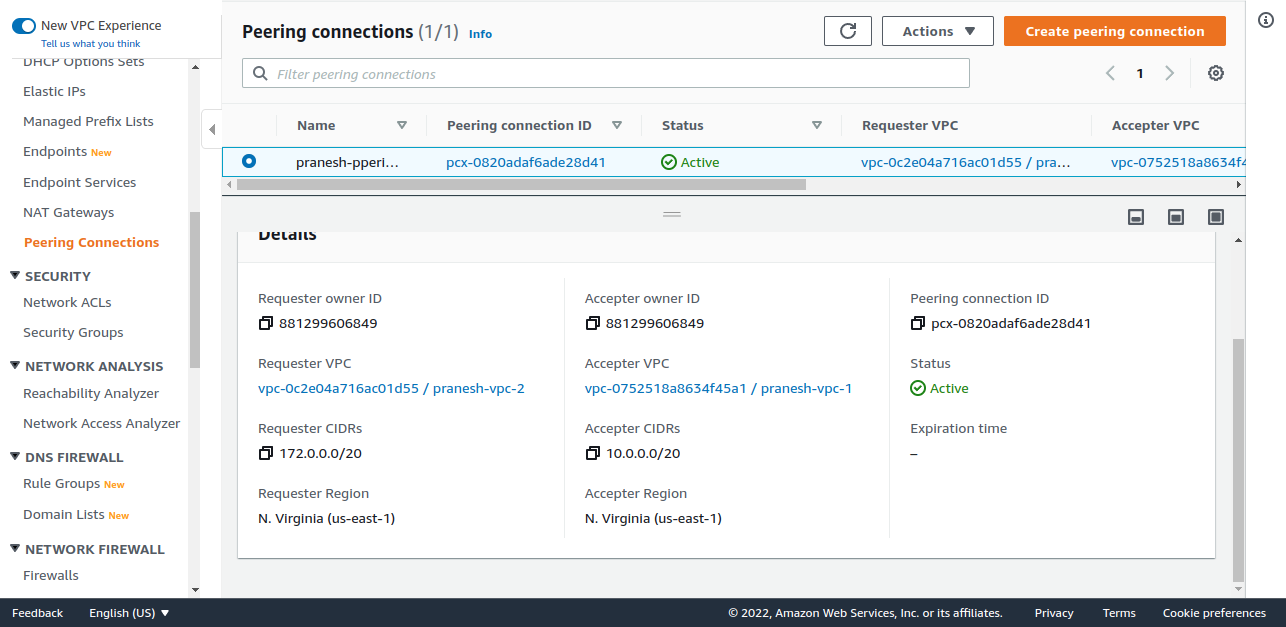 New VPC Experience
Tell us what you think
DHCP Options Sets
Elastic IPs
Managed Prefix Lists
Endpoints New
Endpoint Services
NAT Gateways
Peering Connections
SECURITY
Network ACLs
Security Groups
NETWORK ANALYSIS
Reachability Analyzer
Network Access Analyzer
DNS FIREWALL
Rule Groups New
Domain Lists New
NETWORK FIREWALL
Firewalls
Peering connections (1/1) Info
Actions
Create peering connection
Filter peering connections
1
Name Peering connection ID Status Requester VPC Accepter VPC
pranesh-pperi... pcx-0820adaf6ade28d41 Active vpc-0c2e04a716ac01d55 / pra... vpc-0752518a8634f4
Details
Requester owner ID
881299606849
Requester VPC
vpc-0c2e04a716ac01d55 / pranesh-vpc-2
Requester CIDRs
172.0.0.0/20
Requester Region
N. Virginia (us-east-1)
Accepter owner ID
881299606849
Accepter VPC
vpc-0752518a8634f45a1 / pranesh-vpc-1
Accepter CIDRs
10.0.0.0/20
Accepter Region
N. Virginia (us-east-1)
Peering connection ID
pcx-0820adaf6ade28d41
Status
Active
Expiration time
–
Feedback English (US) © 2022, Amazon Web Services, Inc. or its affiliates. Privacy Terms Cookie preferences